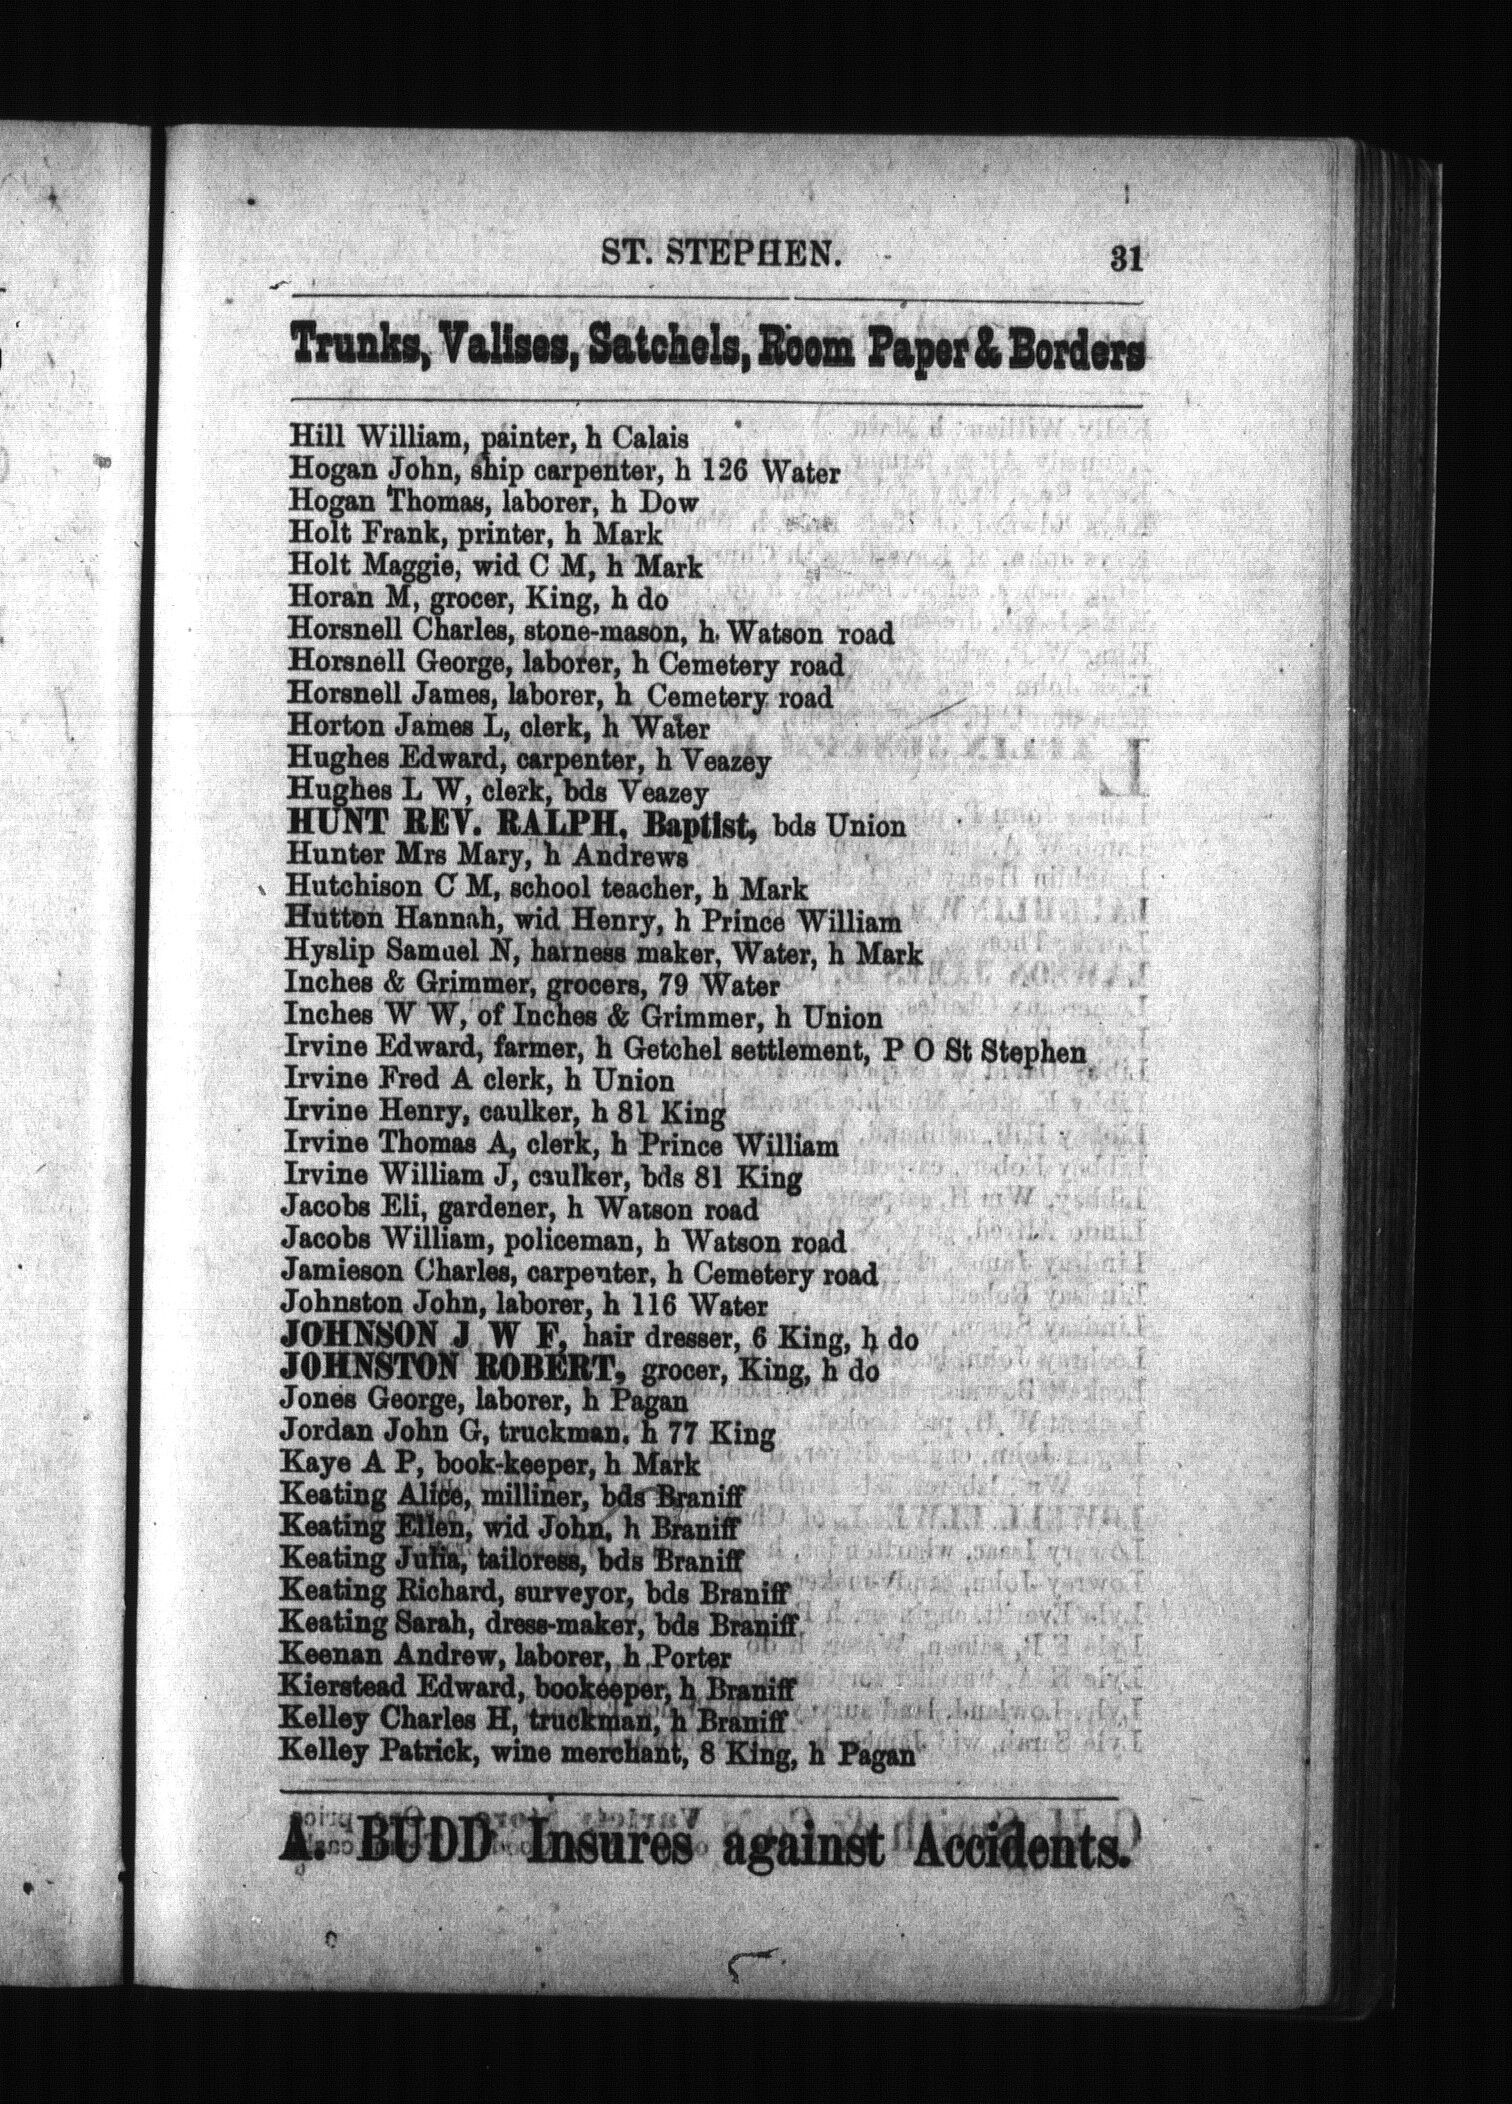 ST. STEPHEN. 31
Trunks, Valises, Satchels, Room Paper & Borders
Hill William, painter, h Calais
Hogan John, ship carpenter, h 126 Water
Hogan Thomas, laborer, h Dow
Holt Frank, printer, h Mark
Holt Maggie, wid C M, h Mark
Horan M, grocer, King, h do
Horsnell Charles, stone-mason, h Watson road
Horsnell George, laborer, h Cemetery road
Horsnell James, laborer, h Cemetery road
Horton James L, clerk, h Water
Hughes Edward, carpenter, h Veazey
Hughes L W, clerk, bds Veazey
HUNT REV. RALPH, Baptist, bds Union
Hunter Mrs Mary, h Andrews
Hutchison C M, school teacher, h Mark
Hutton Hannah, wid Henry, h Prince William
Hyslip Samuel N, harness maker, Water, h Mark
Inches & Grimmer, grocers, 79 Water
Inches W W, of Inches & Grimmer, h Union
Irvine Edward, farmer, h Getchel settlement, P O St Stephen
Irvine Fred A clerk, h Union
Irvine Henry, caulker, h 81 King
Irvine Thomas A, clerk, h Prince William
Irvine William J, caulker, bds 81 King
Jacobs Eli, gardener, h Watson road
Jacobs William, policeman, h Watson road
Jamieson Charles, carpenter, h Cemetery road
Johnston John, laborer, h 116 Water
JOHNSON J W F, hair dresser, 6 King, h do
JOHNSTON ROBERT, grocer, King, h do
Jones George, laborer, h Pagan
Jordan John G, truckman, h 77 King
Kaye A P, book-keeper, h Mark
Keating Alice, milliner, bds Braniff
Keating Ellen, wid John, h Braniff
Keating Julia, tailoress, bds Braniff
Keating Richard, surveyor, bds Braniff
Keating Sarah, dress-maker, bds Braniff
Keenan Andrew, laborer, h Porter
Kierstead Edward, bookeeper, h Braniff
Kelley Charles H, truckman, h Braniff
Kelley Patrick, wine merchant, 8 King, h Pagan
A. BUDD Insures against Accidents.